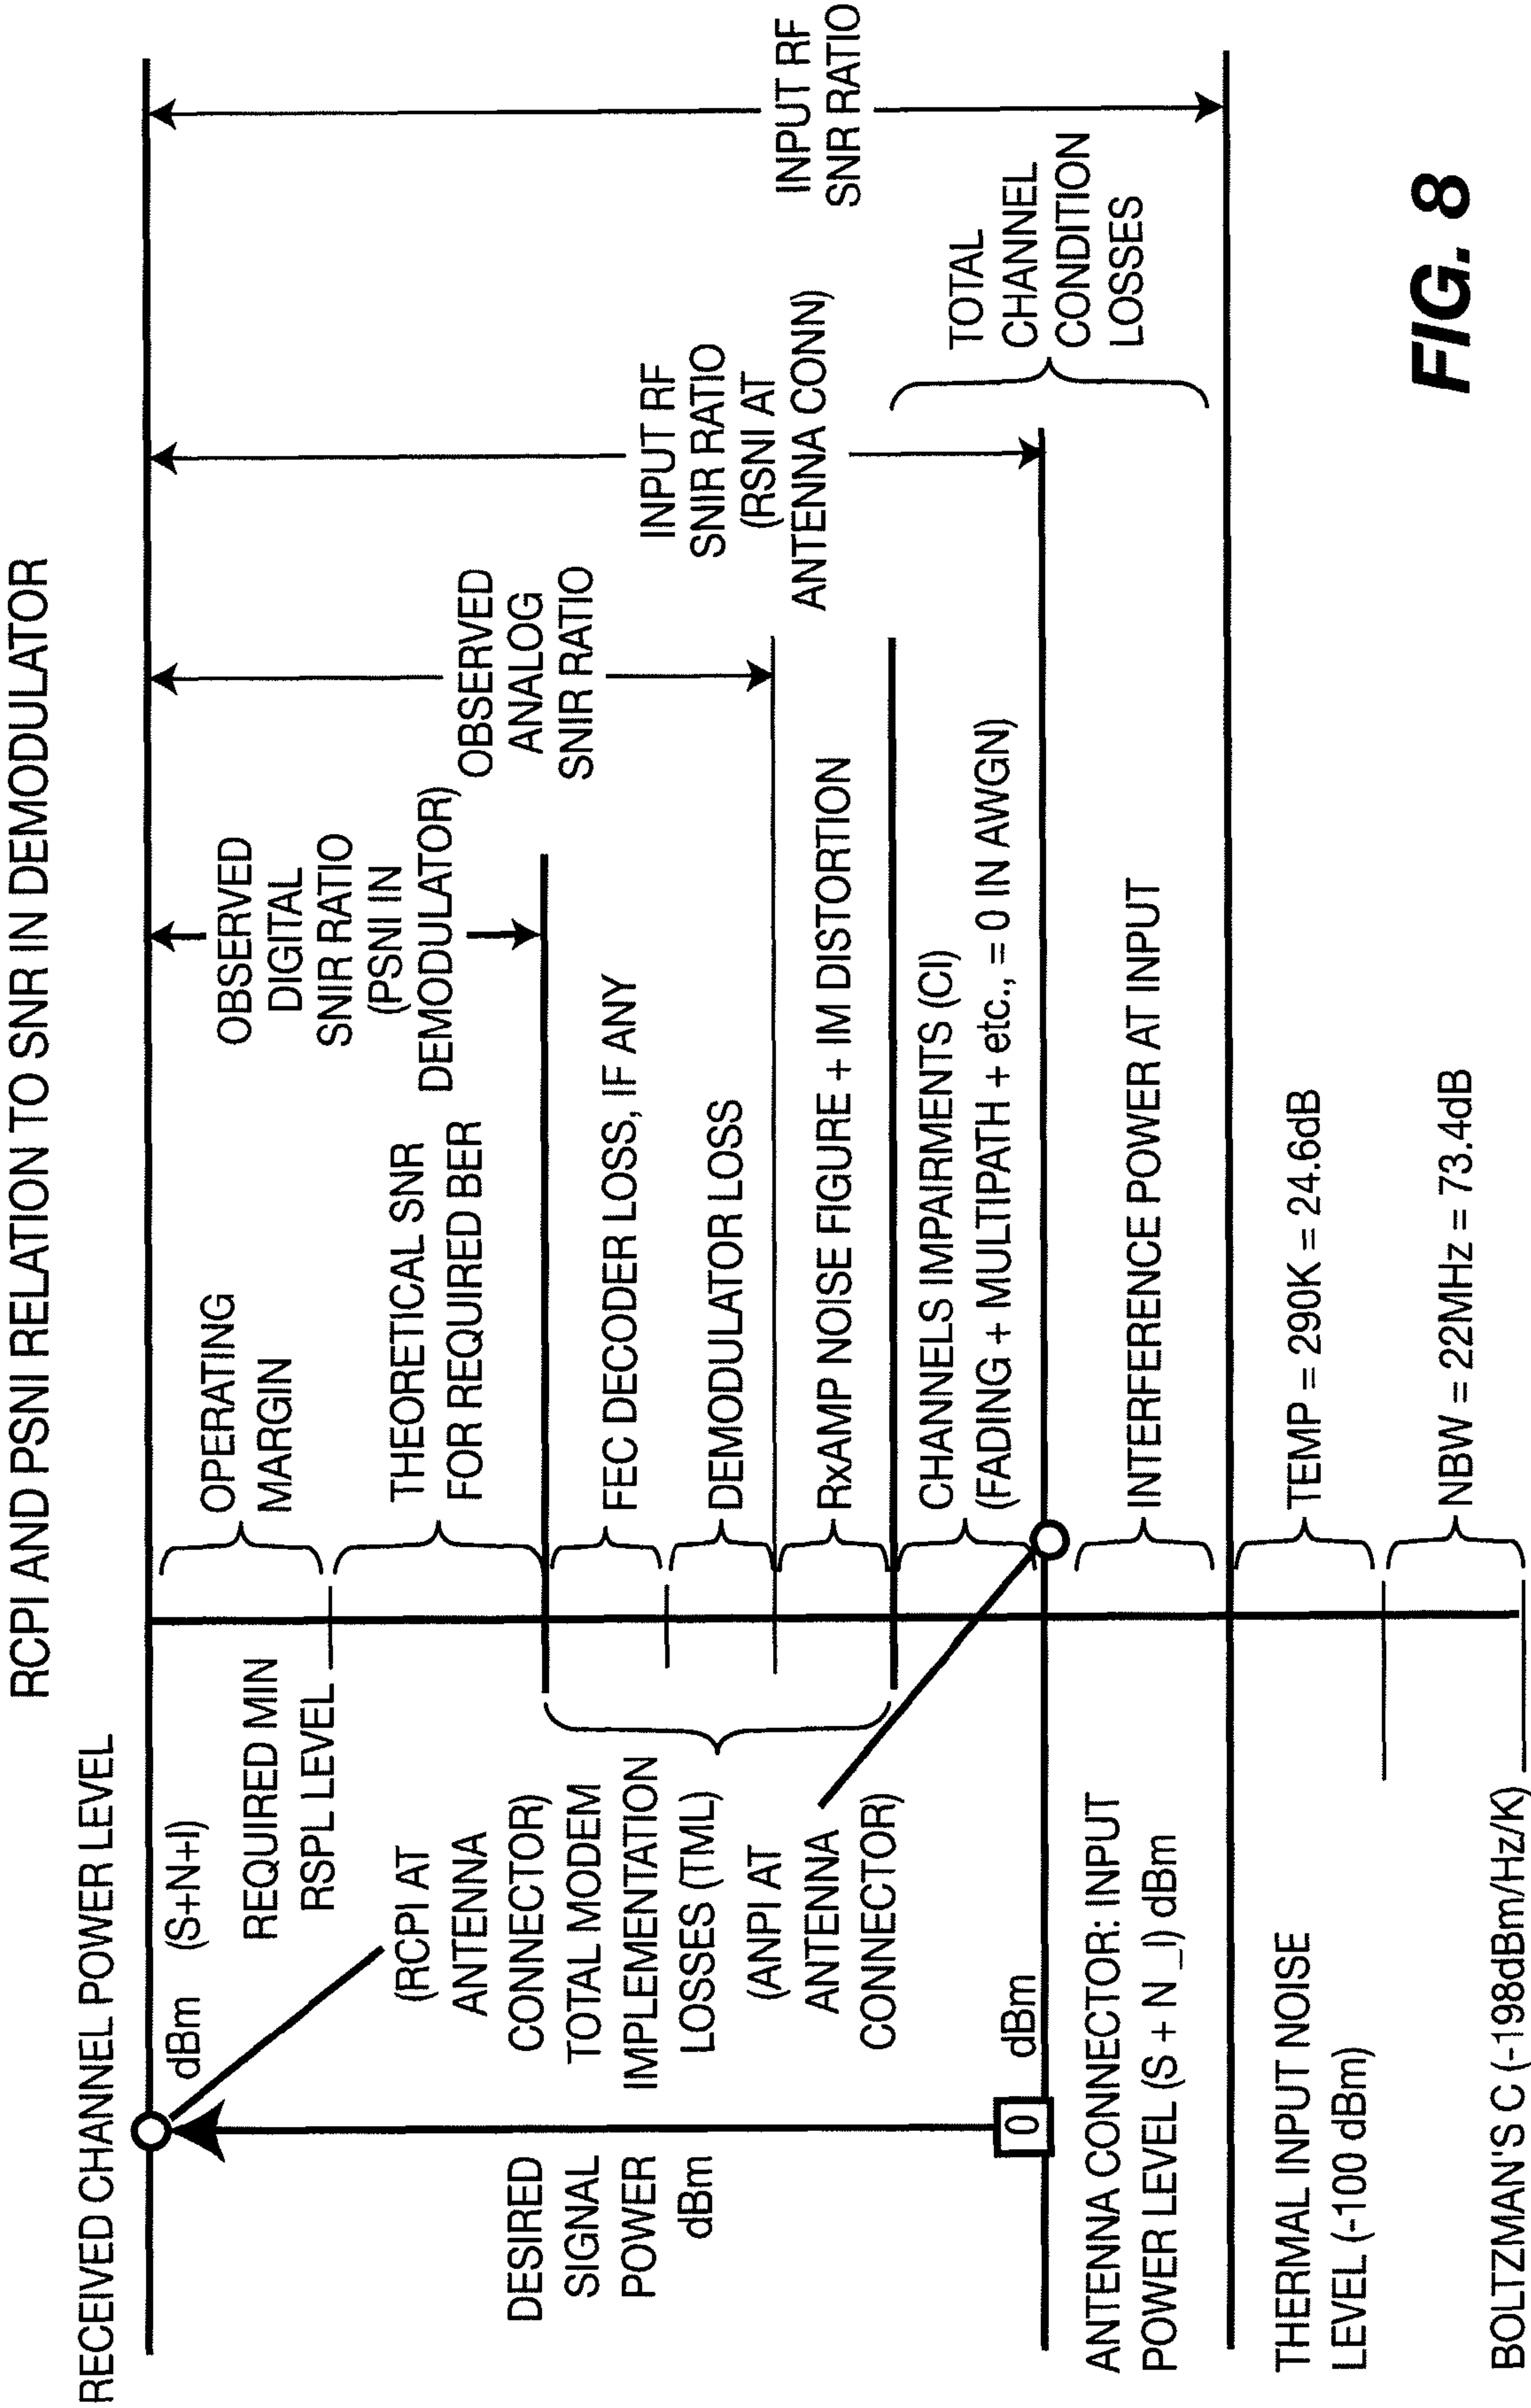 RCPI AND PSNI RELATION TO SNR IN DEMODULATOR
RECEIVED CHANNEL POWER LEVEL
dBm (S+N+I)
REQUIRED MIN
RSPL LEVEL
(RCPI AT
ANTENNA
CONNECTOR)
TOTAL MODEM
IMPLEMENTATION
LOSSES (TML)
(ANPI AT
ANTENNA
CONNECTOR)
DESIRED
SIGNAL
POWER
dBm
0
dBm
ANTENNA CONNECTOR: INPUT
POWER LEVEL (S + N _I) dBm
THERMAL INPUT NOISE
LEVEL (-100 dBm)
BOLTZMAN'S C (-198dBm/Hz/K)
OPERATING
MARGIN
THEORETICAL SNR
FOR REQUIRED BER
FEC DECODER LOSS, IF ANY
DEMODULATOR LOSS
RxAMP NOISE FIGURE + IM DISTORTION
CHANNELS IMPAIRMENTS (CI)
(FADING + MULTIPATH + etc., = 0 IN AWGN)
INTERFERENCE POWER AT INPUT
TEMP = 290K = 24.6dB
NBW = 22MHz = 73.4dB
OBSERVED
DIGITAL
SNIR RATIO
(PSNI IN
DEMODULATOR)
OBSERVED
ANALOG
SNIR RATIO
INPUT RF
SNIR RATIO
(RSNI AT
ANTENNA CONN)
TOTAL
CHANNEL
CONDITION
LOSSES
INPUT RF
SNR RATIO
FIG. 8